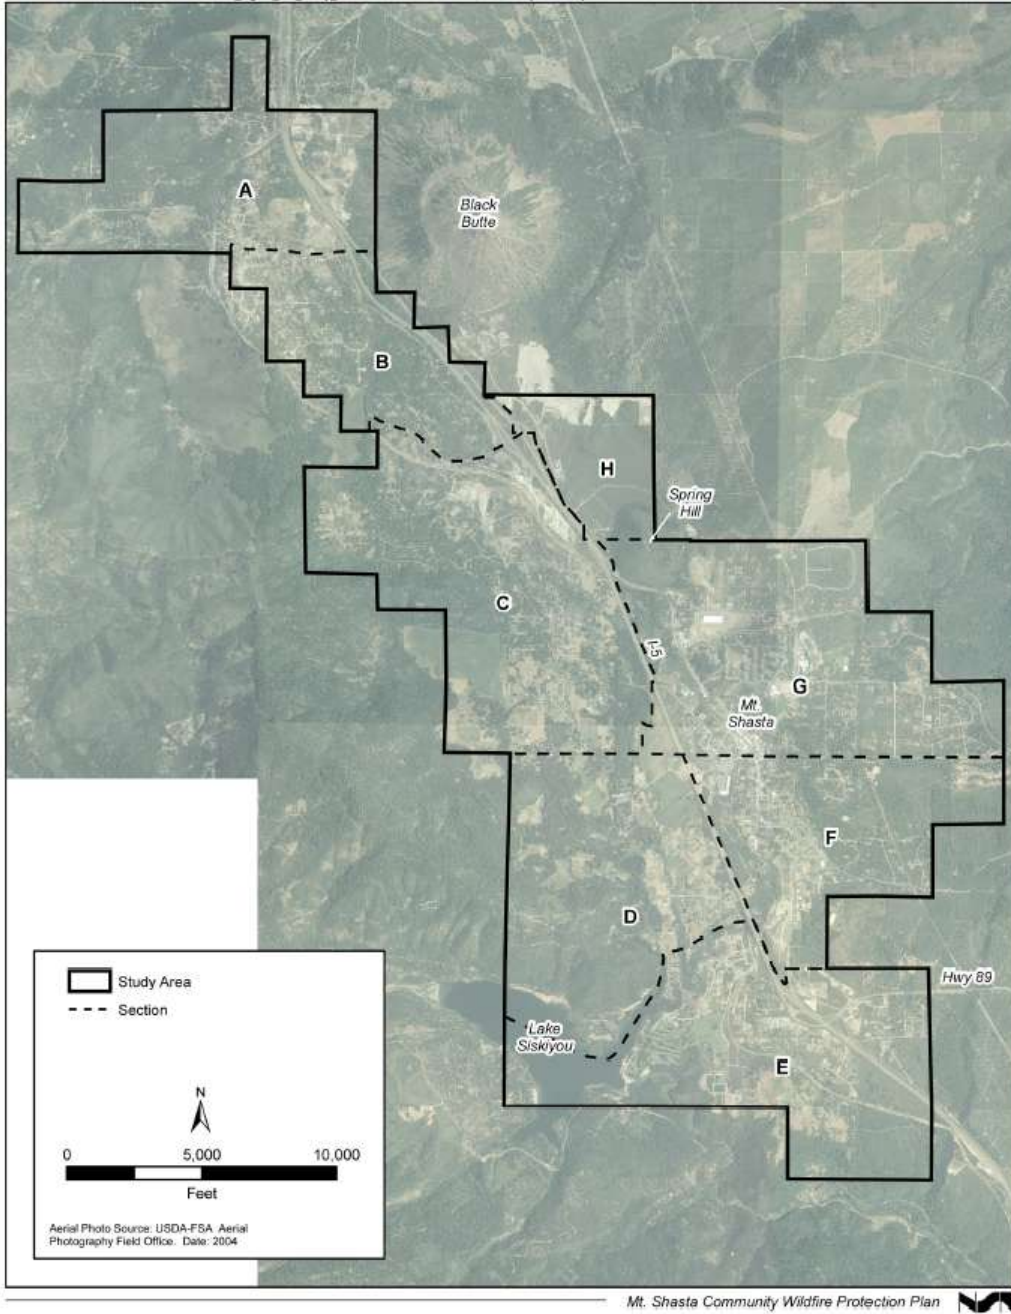 A
Black
Butte
B
H
Spring
Hill
C
I-5
G
Mt.
Shasta
F
D
Hwy 89
Lake
Siskiyou
E
Study Area
Section
N
0 5,000 10,000
Feet
Aerial Photo Source: USDA-FSA Aerial
Photography Field Office. Date: 2004
Mt. Shasta Community Wildfire Protection Plan